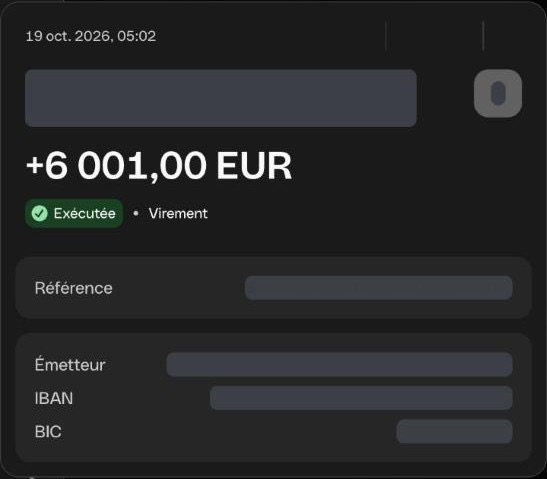 19 oct. 2026, 05:02
+6 001,00 EUR
Exécutée • Virement
Référence
Émetteur
IBAN
BIC